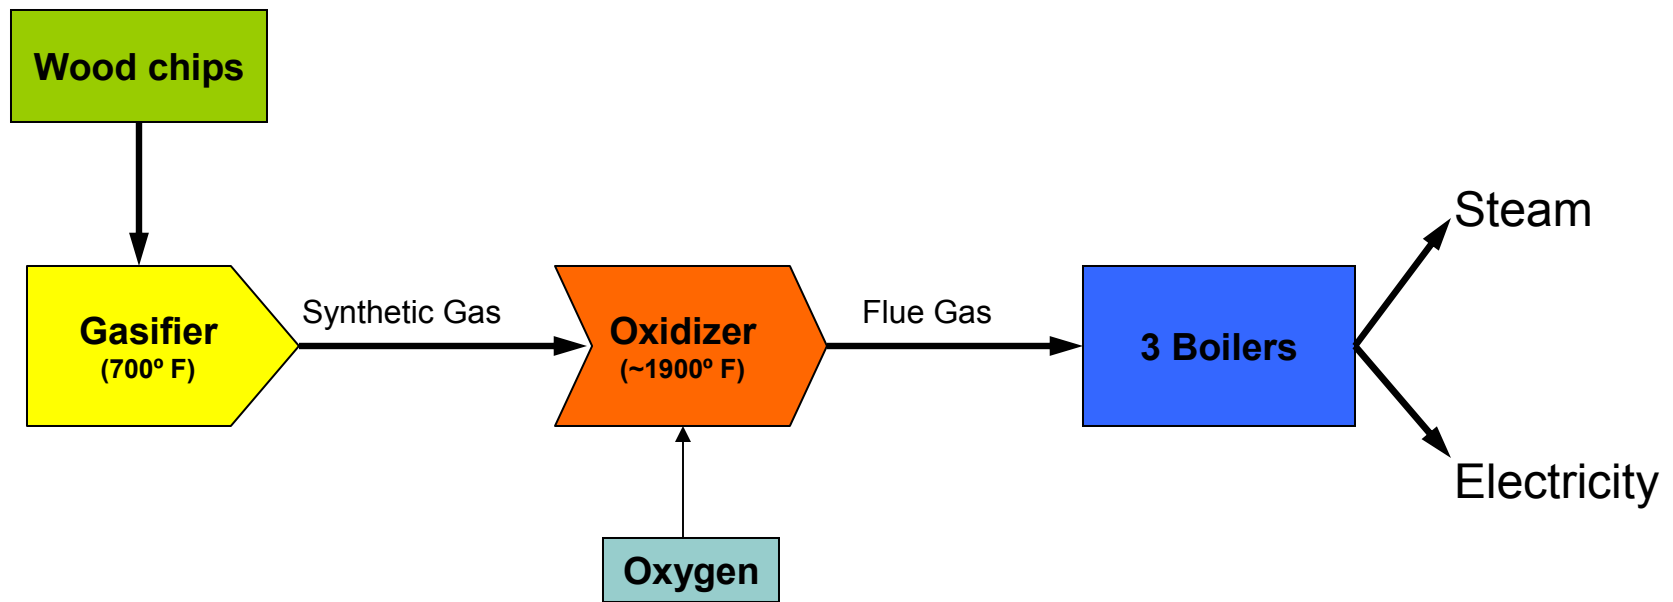 Wood chips
Steam
Synthetic Gas
Flue Gas
Gasifier
(700º F)
Oxidizer
(~1900º F)
3 Boilers
Electricity
Oxygen